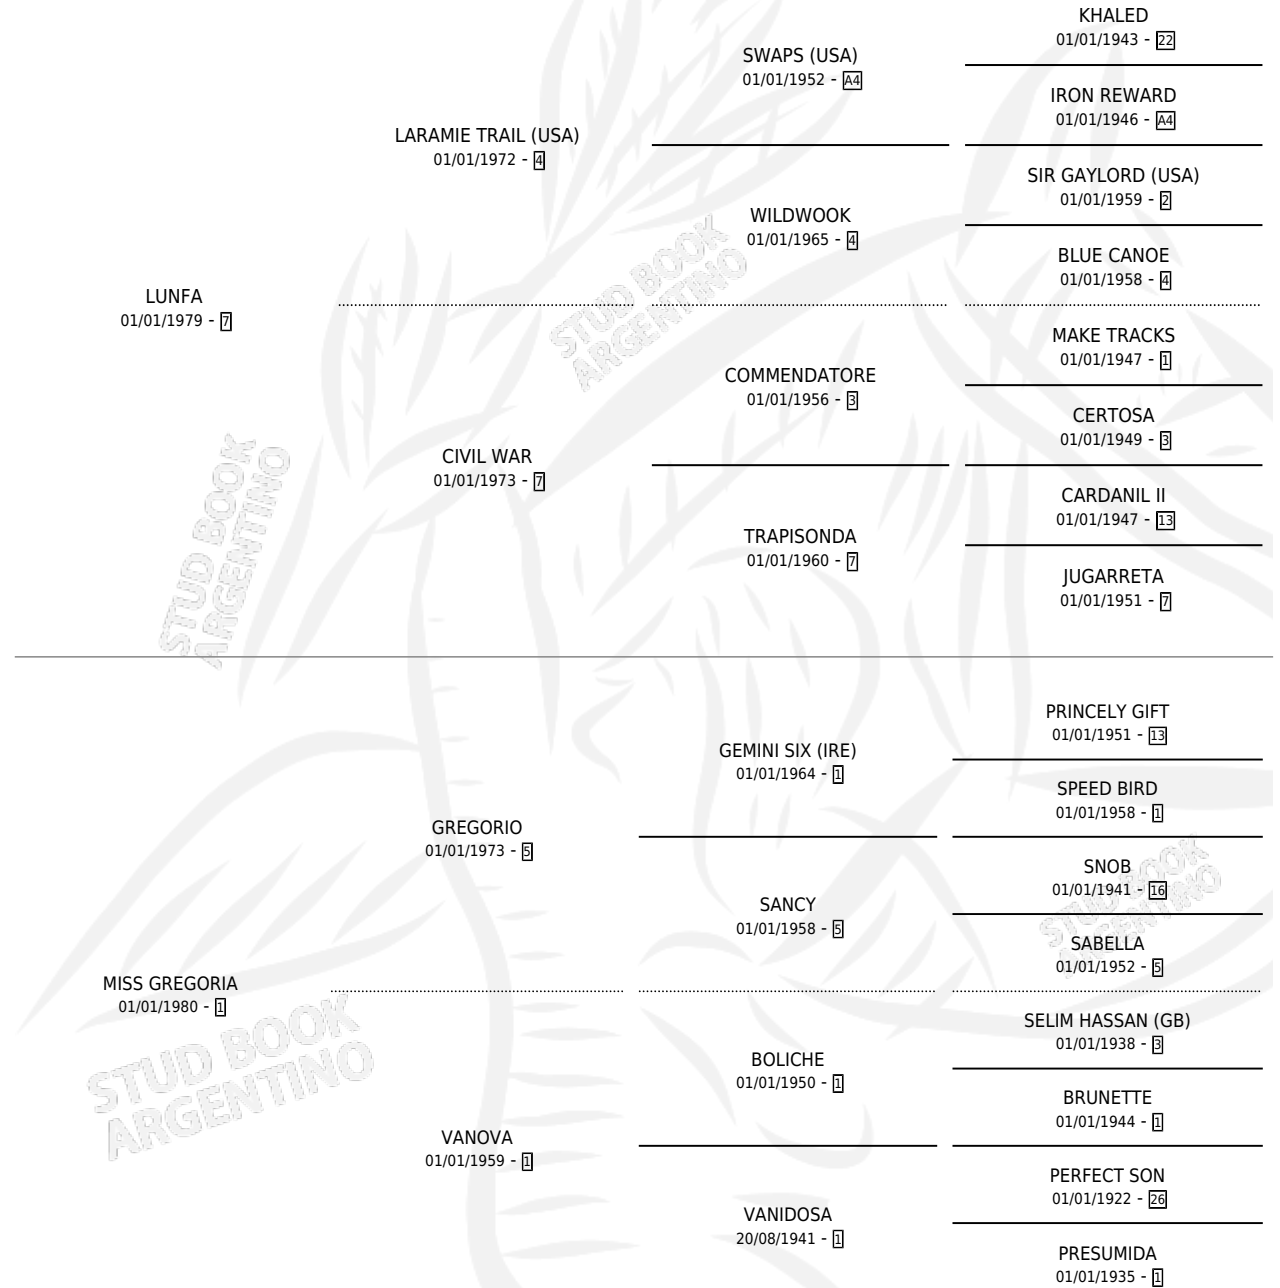 KHALED
01/01/1943 - 22
SWAPS (USA)
01/01/1952 - A4
IRON REWARD
01/01/1946 - A4
LARAMIE TRAIL (USA)
01/01/1972 - 4
SIR GAYLORD (USA)
01/01/1959 - 2
WILDWOOK
01/01/1965 - 4
BLUE CANOE
01/01/1958 - 4
LUNFA
01/01/1979 - 7
MAKE TRACKS
01/01/1947 - 1
COMMENDATORE
01/01/1956 - 3
CERTOSA
01/01/1949 - 3
CIVIL WAR
01/01/1973 - 7
CARDANIL II
01/01/1947 - 13
TRAPISONDA
01/01/1960 - 7
JUGARRETA
01/01/1951 - 7
PRINCELY GIFT
01/01/1951 - 13
GEMINI SIX (IRE)
01/01/1964 - 1
SPEED BIRD
01/01/1958 - 1
GREGORIO
01/01/1973 - 5
SNOB
01/01/1941 - 16
SANCY
01/01/1958 - 5
SABELLA
01/01/1952 - 5
MISS GREGORIA
01/01/1980 - 1
SELIM HASSAN (GB)
01/01/1938 - 3
BOLICHE
01/01/1950 - 1
BRUNETTE
01/01/1944 - 1
VANOVA
01/01/1959 - 1
PERFECT SON
01/01/1922 - 26
VANIDOSA
20/08/1941 - 1
PRESUMIDA
01/01/1935 - 1
STUD BOOK
ARGENTINO
STUD BOOK
ARGENTINO
STUD BOOK
ARGENTINO
STUD BOOK
ARGENTINO